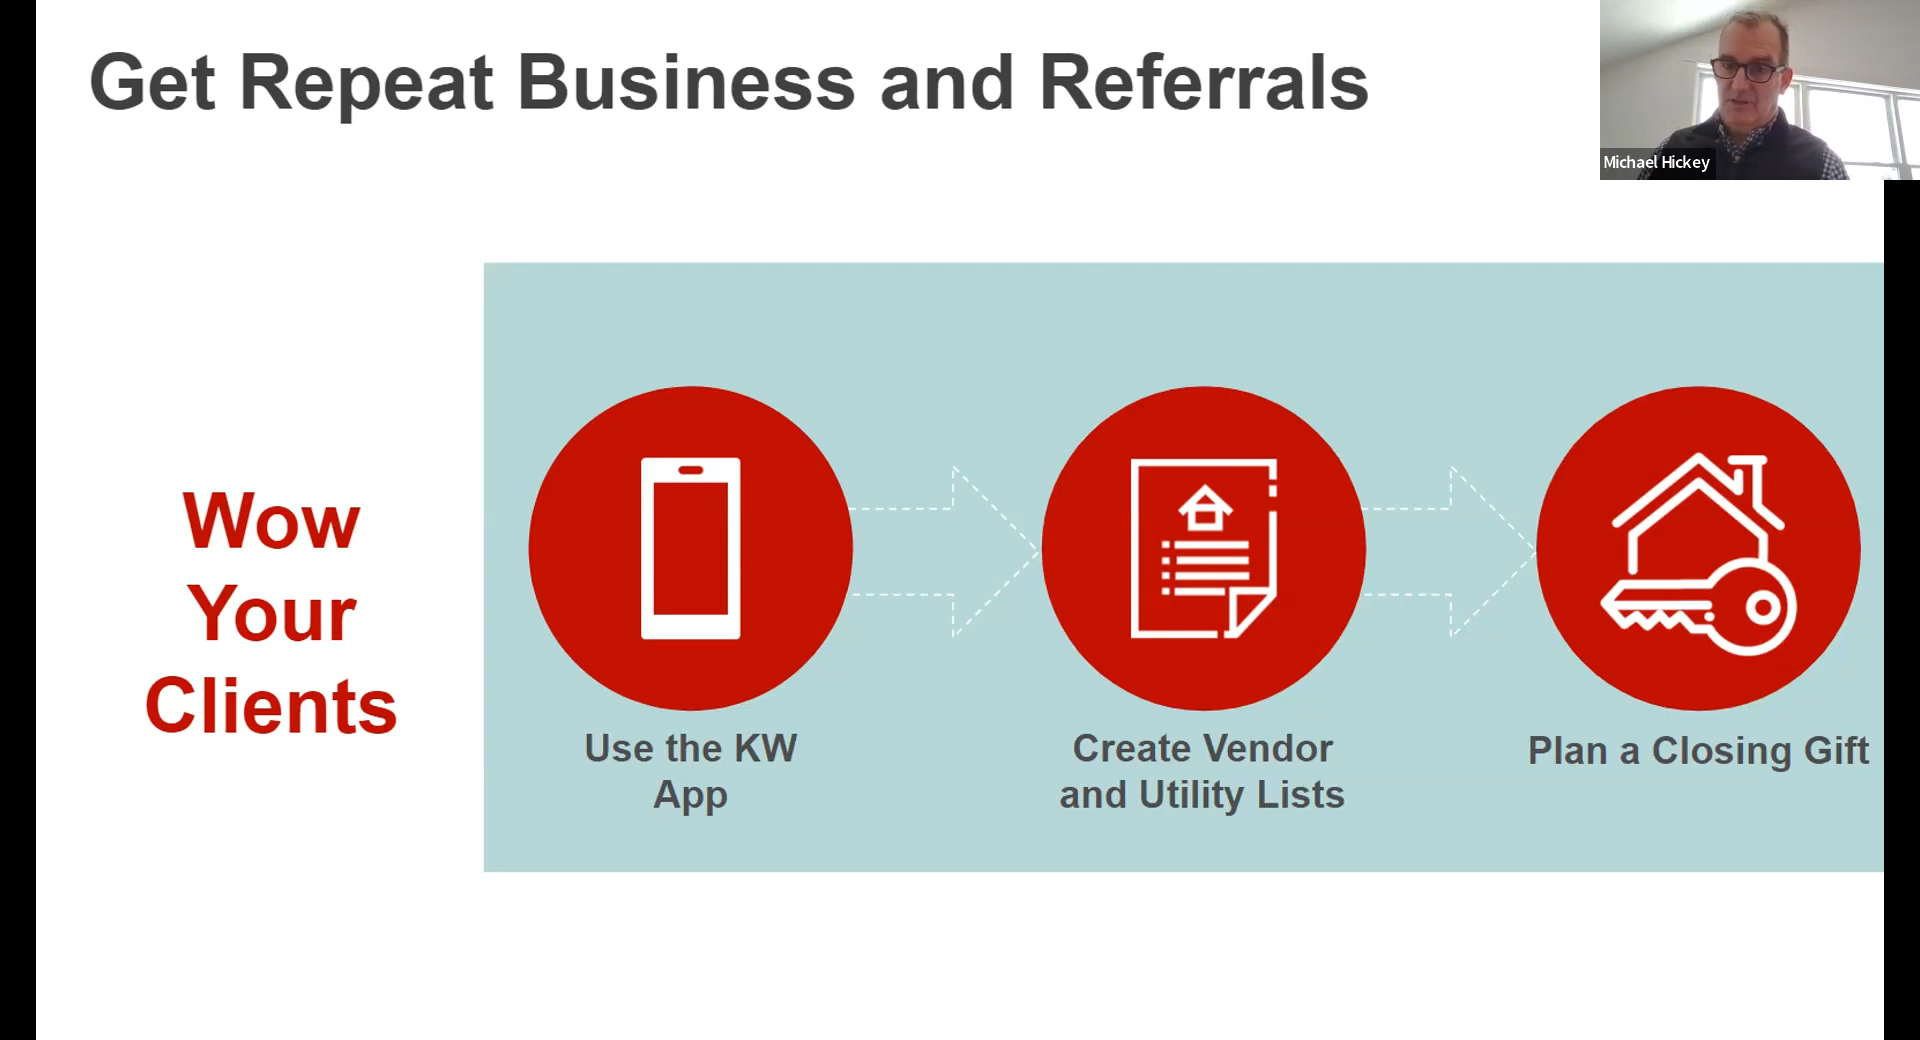 Get Repeat Business and Referrals
Michael Hickey
Wow
Your
Clients
Use the KW
App
Create Vendor
and Utility Lists
Plan a Closing Gift